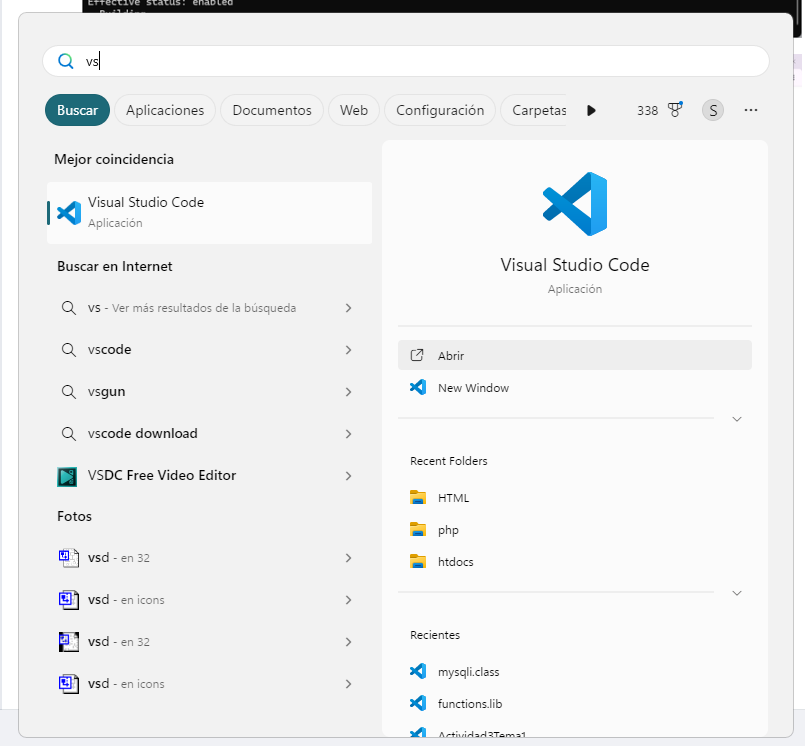 Effective status: enabled
Building
vs
Buscar
Aplicaciones
Documentos
Web
Configuración
Carpetas
338
S
Mejor coincidencia
Visual Studio Code
Aplicación
Buscar en Internet
vs - Ver más resultados de la búsqueda
vscode
vsgun
vscode download
VSDC Free Video Editor
Fotos
vsd - en 32
vsd - en icons
vsd - en 32
vsd - en icons
Visual Studio Code
Aplicación
Abrir
New Window
Recent Folders
HTML
php
htdocs
Recientes
mysqli.class
functions.lib
Actividad3Tema1